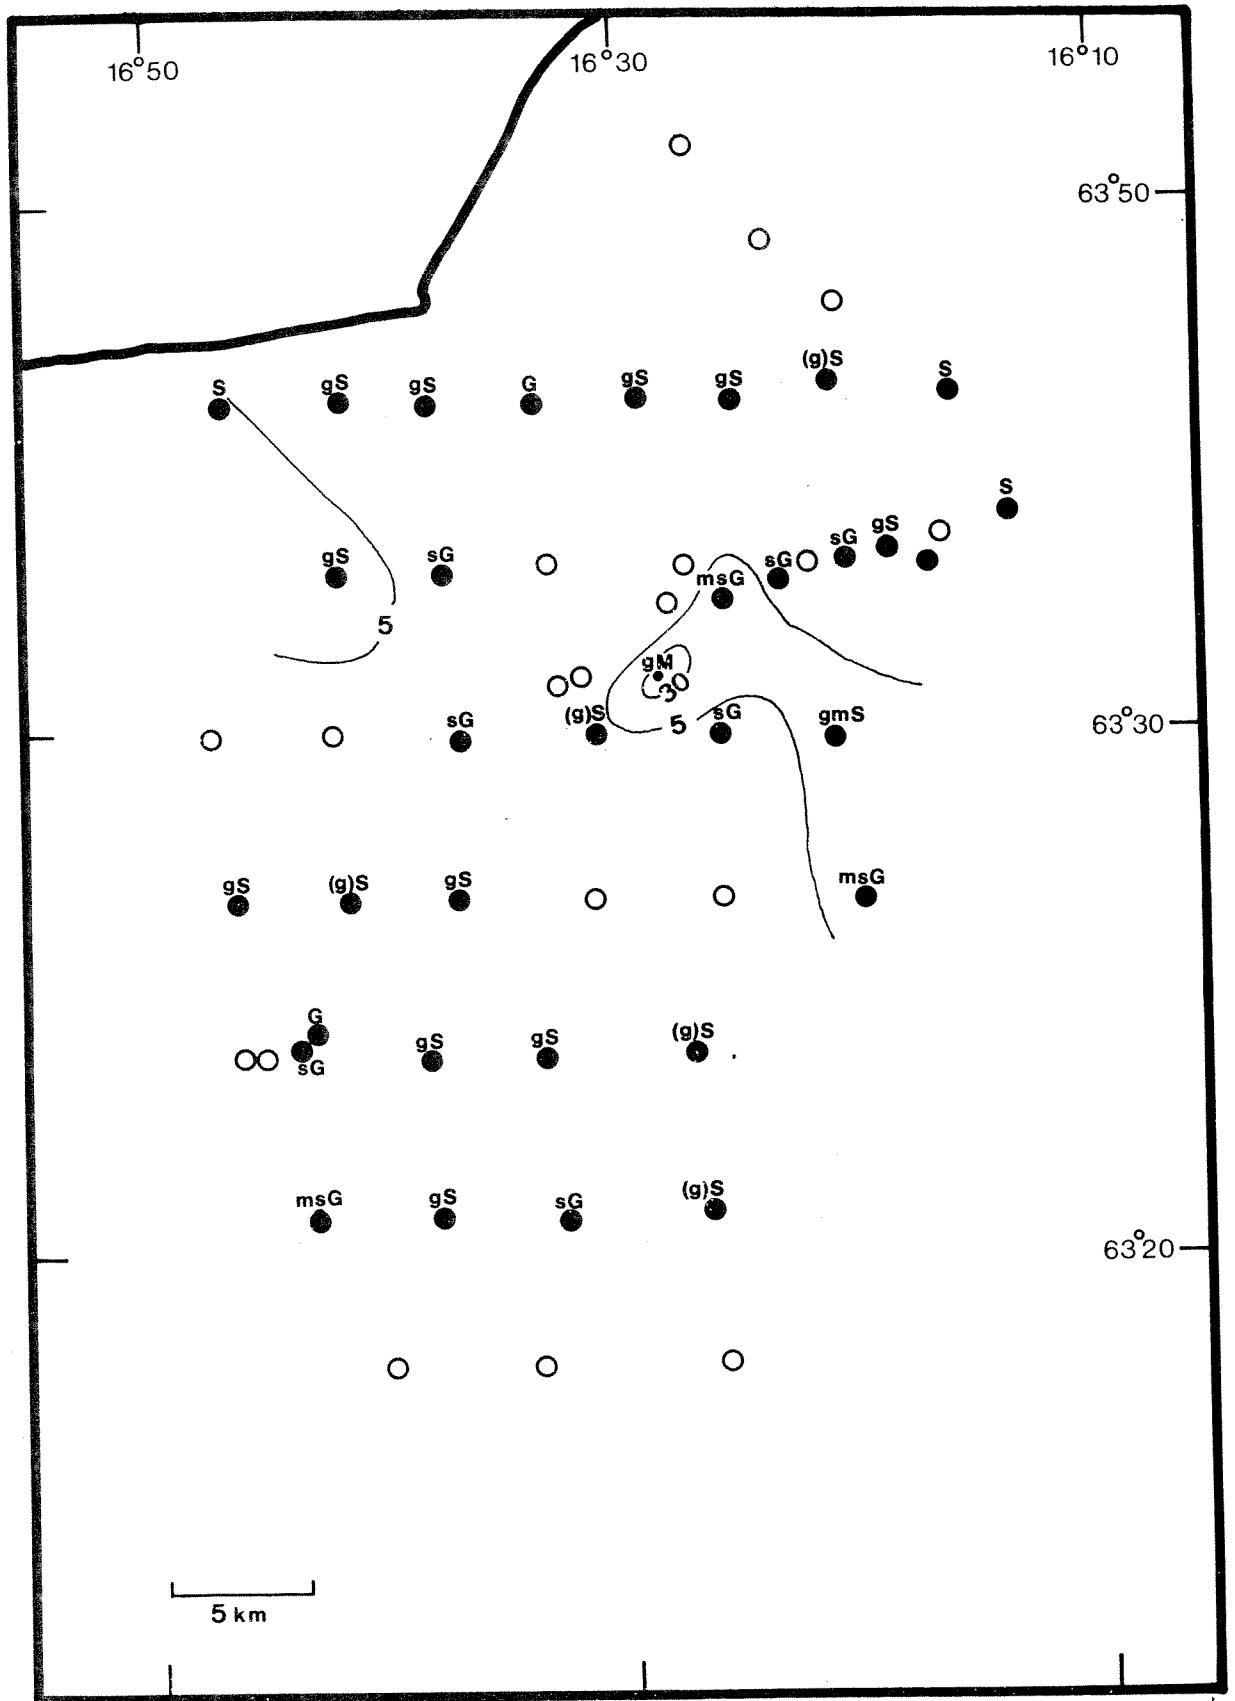 16°50 16°30 16°10
63°50
(g)S
S gS gS G gS gS S
S
gS sG msG sG sG gS
5
gM
30
sG (g)S 5 sG gmS 63°30
gS (g)S gS msG
G
gS gS (g)S
sG
msG gS sG (g)S
63°20
5 km